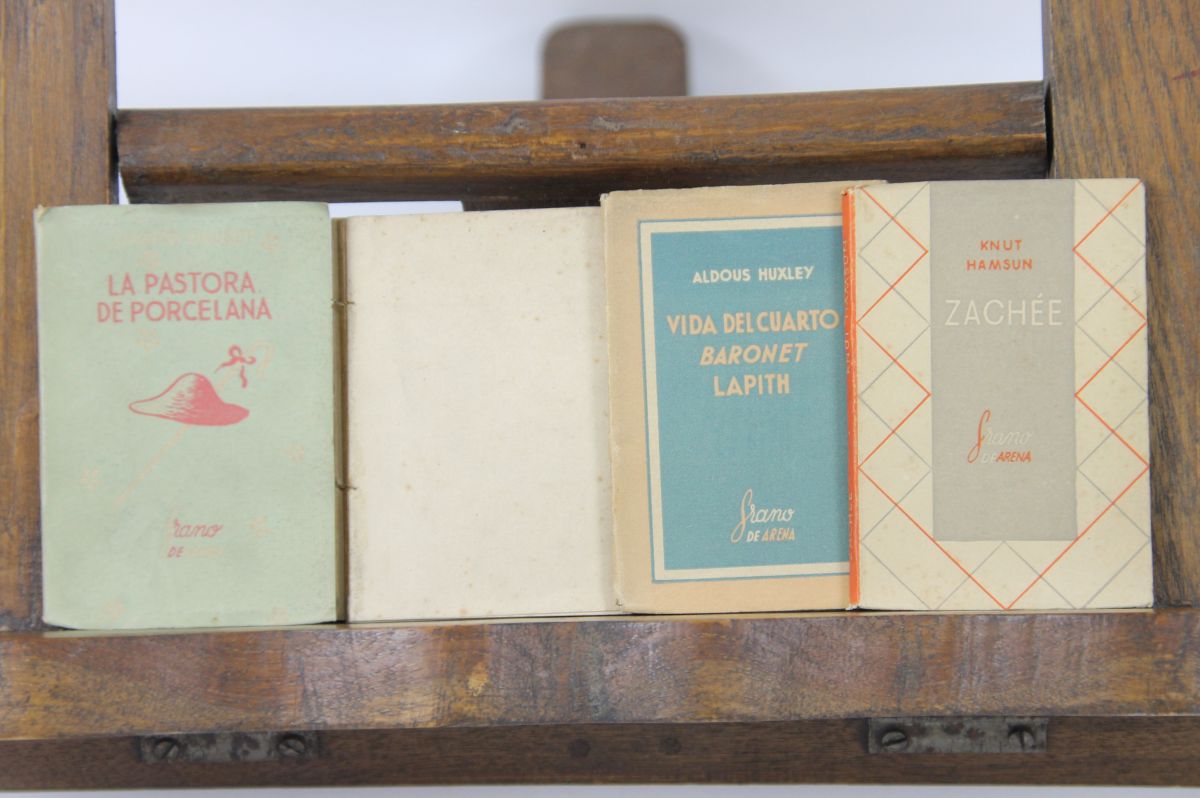 LA PASTORA
DE PORCELANA
Grano
DE
ALDOUS HUXLEY
VIDA DEL CUARTO
BARONET
LAPITH
Grano
DE ARENA
KNUT
HAMSUN
ZACHÉE
Grano
DE ARENA